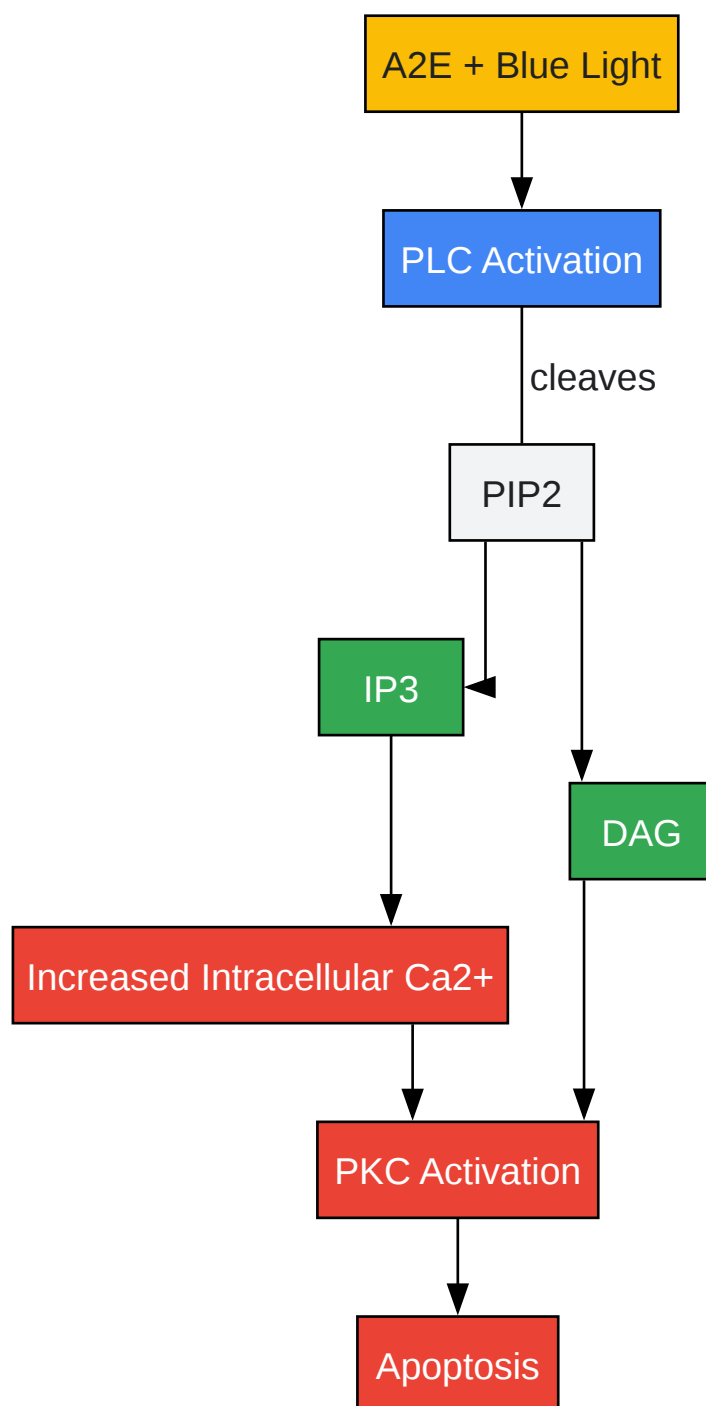 A2E + Blue Light
PLC Activation
cleaves
PIP2
IP3
DAG
Increased Intracellular Ca2+
PKC Activation
Apoptosis